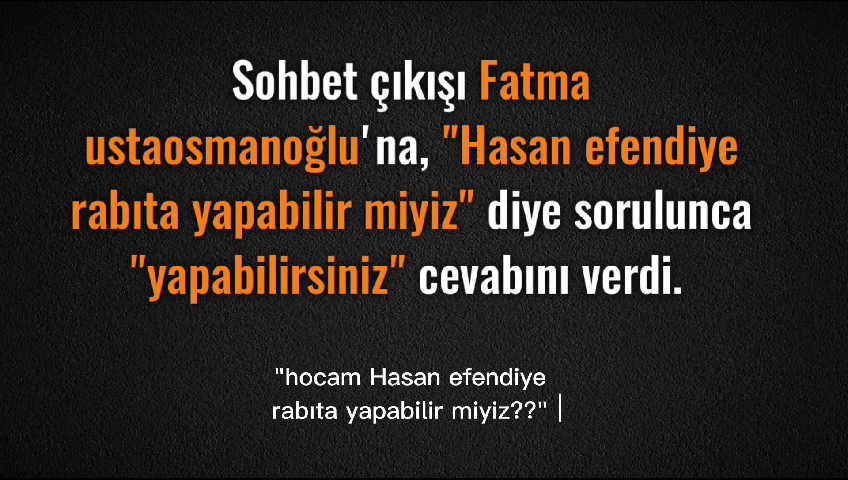 Sohbet çıkışı Fatma
ustaosmanoğlu'na, "Hasan efendiye
rabıta yapabilir miyiz" diye sorulunca
"yapabilirsiniz" cevabını verdi.
"hocam Hasan efendiye
rabıta yapabilir miyiz??"